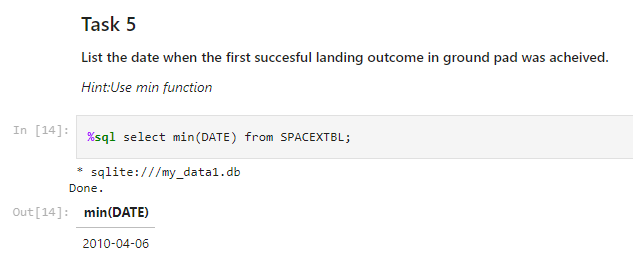 Task 5
List the date when the first succesful landing outcome in ground pad was acheived.
Hint:Use min function
In [14]: %sql select min(DATE) from SPACEXTBL;
* sqlite:///my_data1.db
Done.
Out[14]: min(DATE)
2010-04-06